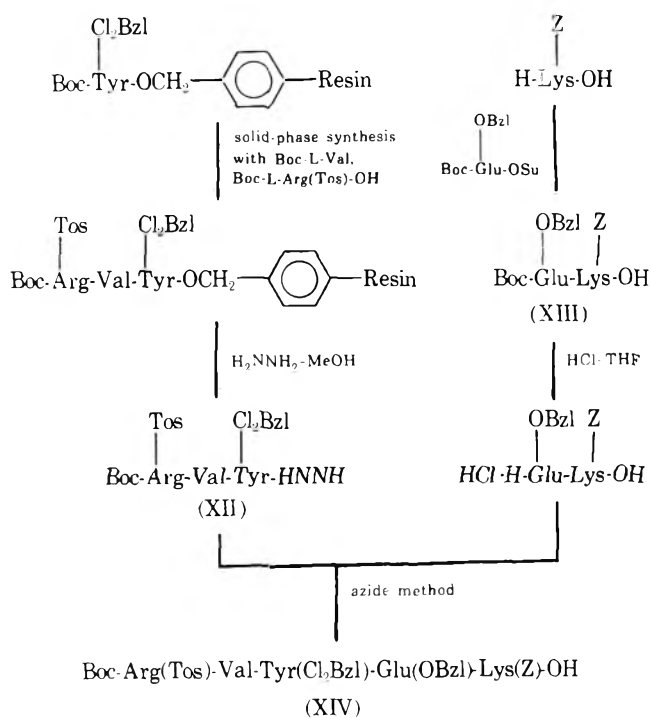 Cl₂Bzl
Boc-Tyr-OCH₂ Resin
solid-phase synthesis
with Boc-L-Val,
Boc-L-Arg(Tos)-OH
Tos Cl₂Bzl
Boc-Arg-Val-Tyr-OCH₂ Resin
H₂NNH₂-MeOH
Tos Cl₂Bzl
Boc-Arg-Val-Tyr-HNNH
(XII)
Z
H-Lys-OH
OBzl
Boc-Glu-OSu
OBzl Z
Boc-Glu-Lys-OH
(XIII)
HCl-THF
OBzl Z
HCl·H-Glu-Lys-OH
azide method
Boc-Arg(Tos)-Val-Tyr(Cl₂Bzl)-Glu(OBzl)-Lys(Z)-OH
(XIV)